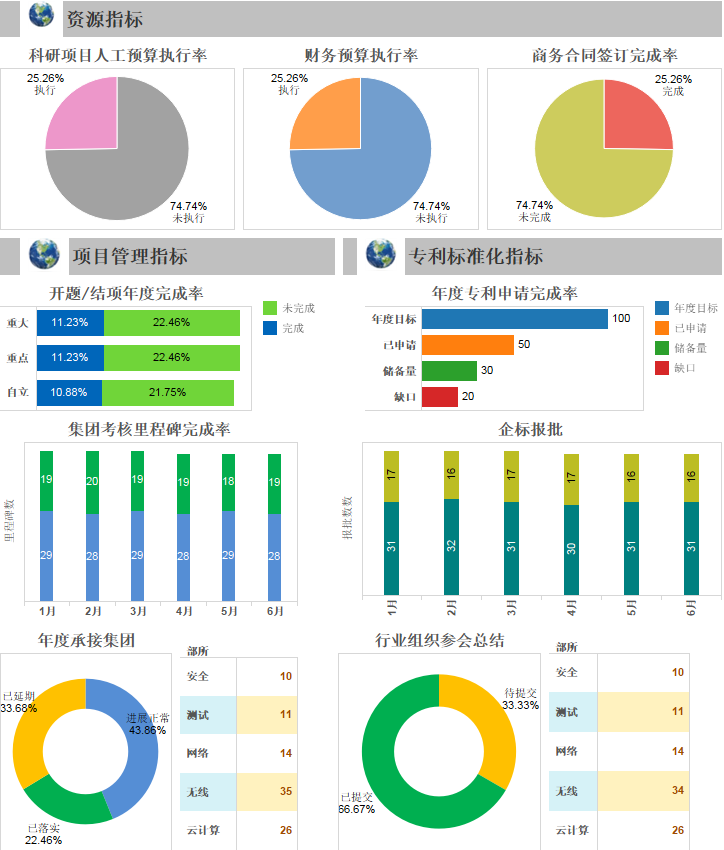 资源指标
科研项目人工预算执行率
财务预算执行率
商务合同签订完成率
25.26%
执行
74.74%
未执行
25.26%
执行
74.74%
未执行
25.26%
完成
74.74%
未完成
项目管理指标
专利标准化指标
开题/结项年度完成率
重大
11.23%
22.46%
重点
11.23%
22.46%
自立
10.88%
21.75%
未完成
完成
年度专利申请完成率
年度目标
100
已申请
50
储备量
30
缺口
20
年度目标
已申请
储备量
缺口
集团考核里程碑完成率
里程碑数
19
20
19
19
18
19
29
28
29
28
29
28
1月
2月
3月
4月
5月
6月
企标报批
报批数数
17
16
17
17
16
16
31
32
31
30
31
31
1月
2月
3月
4月
5月
6月
年度承接集团
已延期
33.68%
进展正常
43.86%
已落实
22.46%
部所
安全 10
测试 11
网络 14
无线 35
云计算 26
行业组织参会总结
待提交
33.33%
已提交
66.67%
部所
安全 10
测试 11
网络 14
无线 34
云计算 26